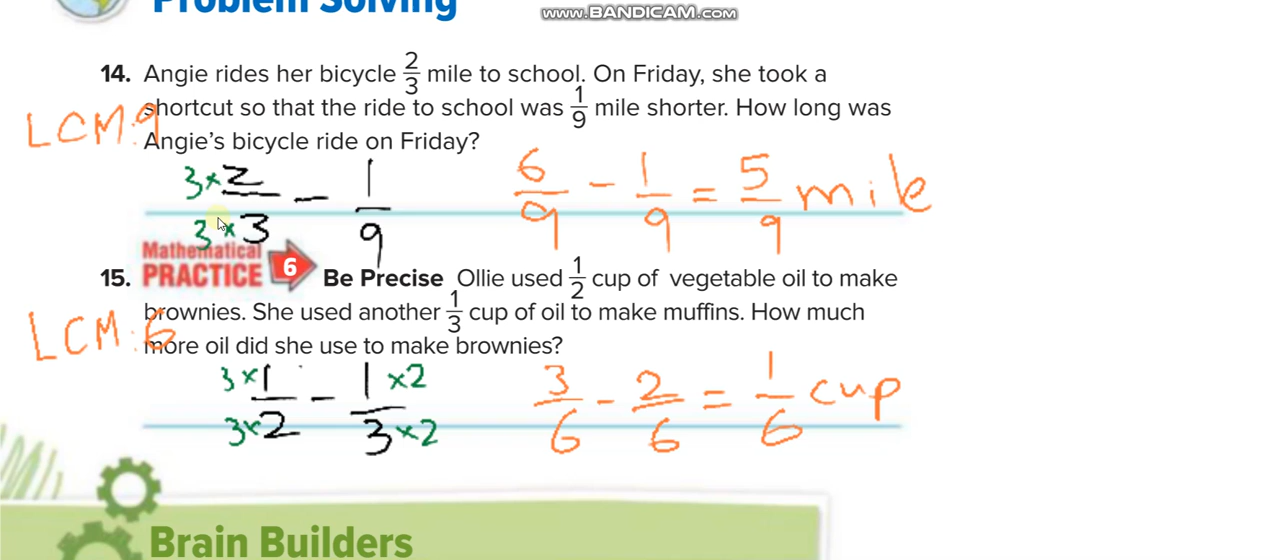 Problem Solving
www.BANDICAM.com
14. Angie rides her bicycle 2/3 mile to school. On Friday, she took a
shortcut so that the ride to school was 1/9 mile shorter. How long was
Angie's bicycle ride on Friday?
LCM: 9
3 × 2 / 3 × 3 − 1/9
6/9 − 1/9 = 5/9 mile
Mathematical
PRACTICE 6
15. Be Precise Ollie used 1/2 cup of vegetable oil to make
brownies. She used another 1/3 cup of oil to make muffins. How much
more oil did she use to make brownies?
LCM: 6
3 × 1 / 3 × 2 − 1 × 2 / 3 × 2
3/6 − 2/6 = 1/6 cup
Brain Builders